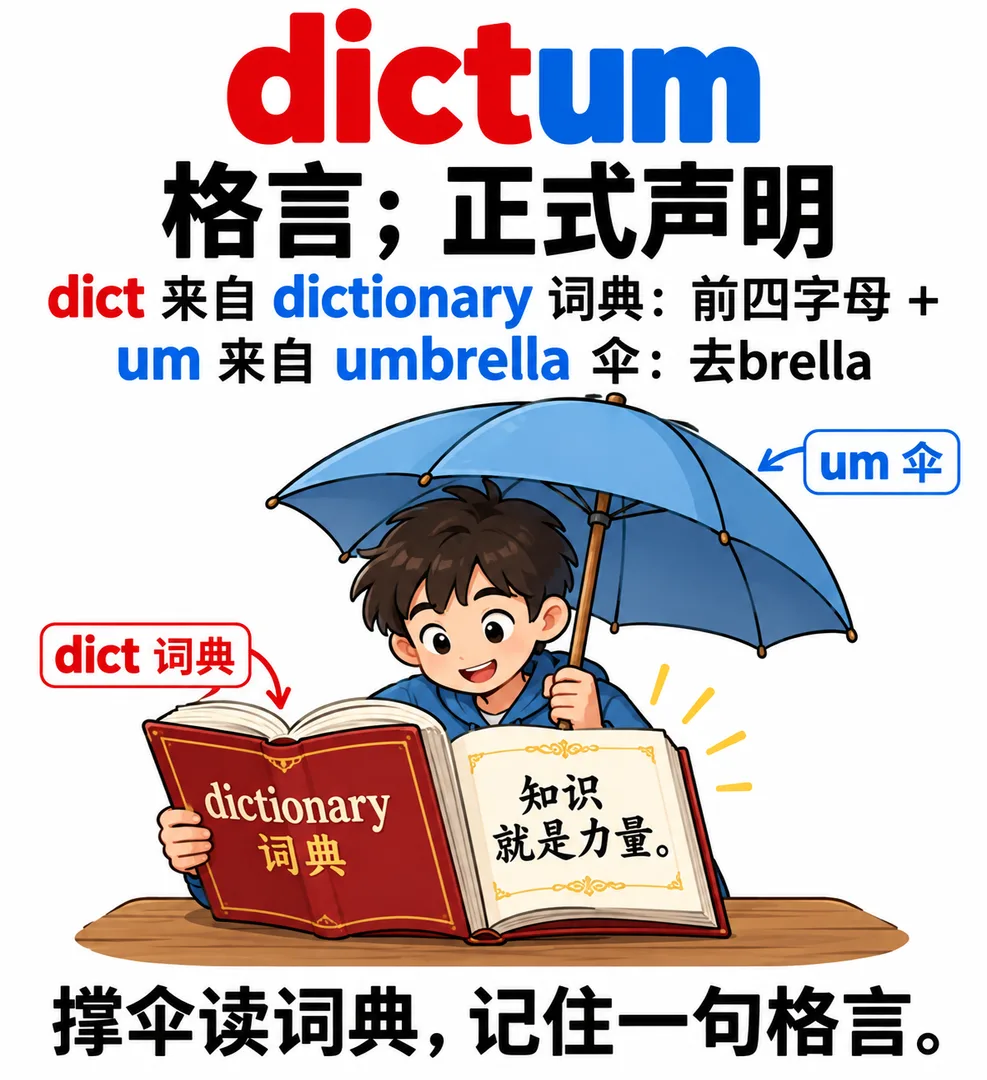 dictum
格言；正式声明
dict 来自 dictionary 词典：前四字母 +
um 来自 umbrella 伞：去brella
um 伞
dict 词典
dictionary
词典
知识
就是力量。
撑伞读词典，记住一句格言。